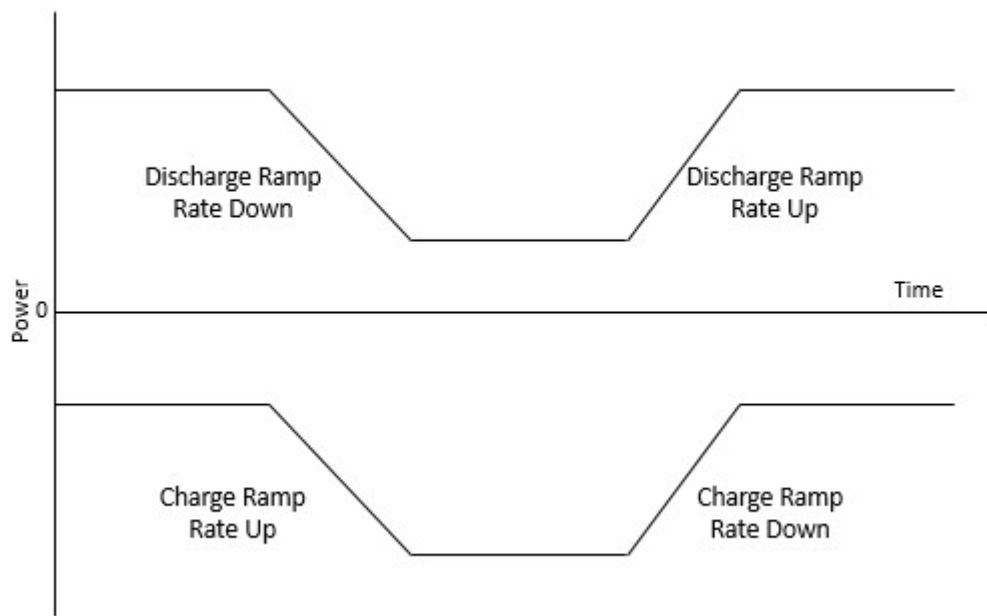 Discharge Ramp
Rate Down
Discharge Ramp
Rate Up
Power
0
Time
Charge Ramp
Rate Up
Charge Ramp
Rate Down